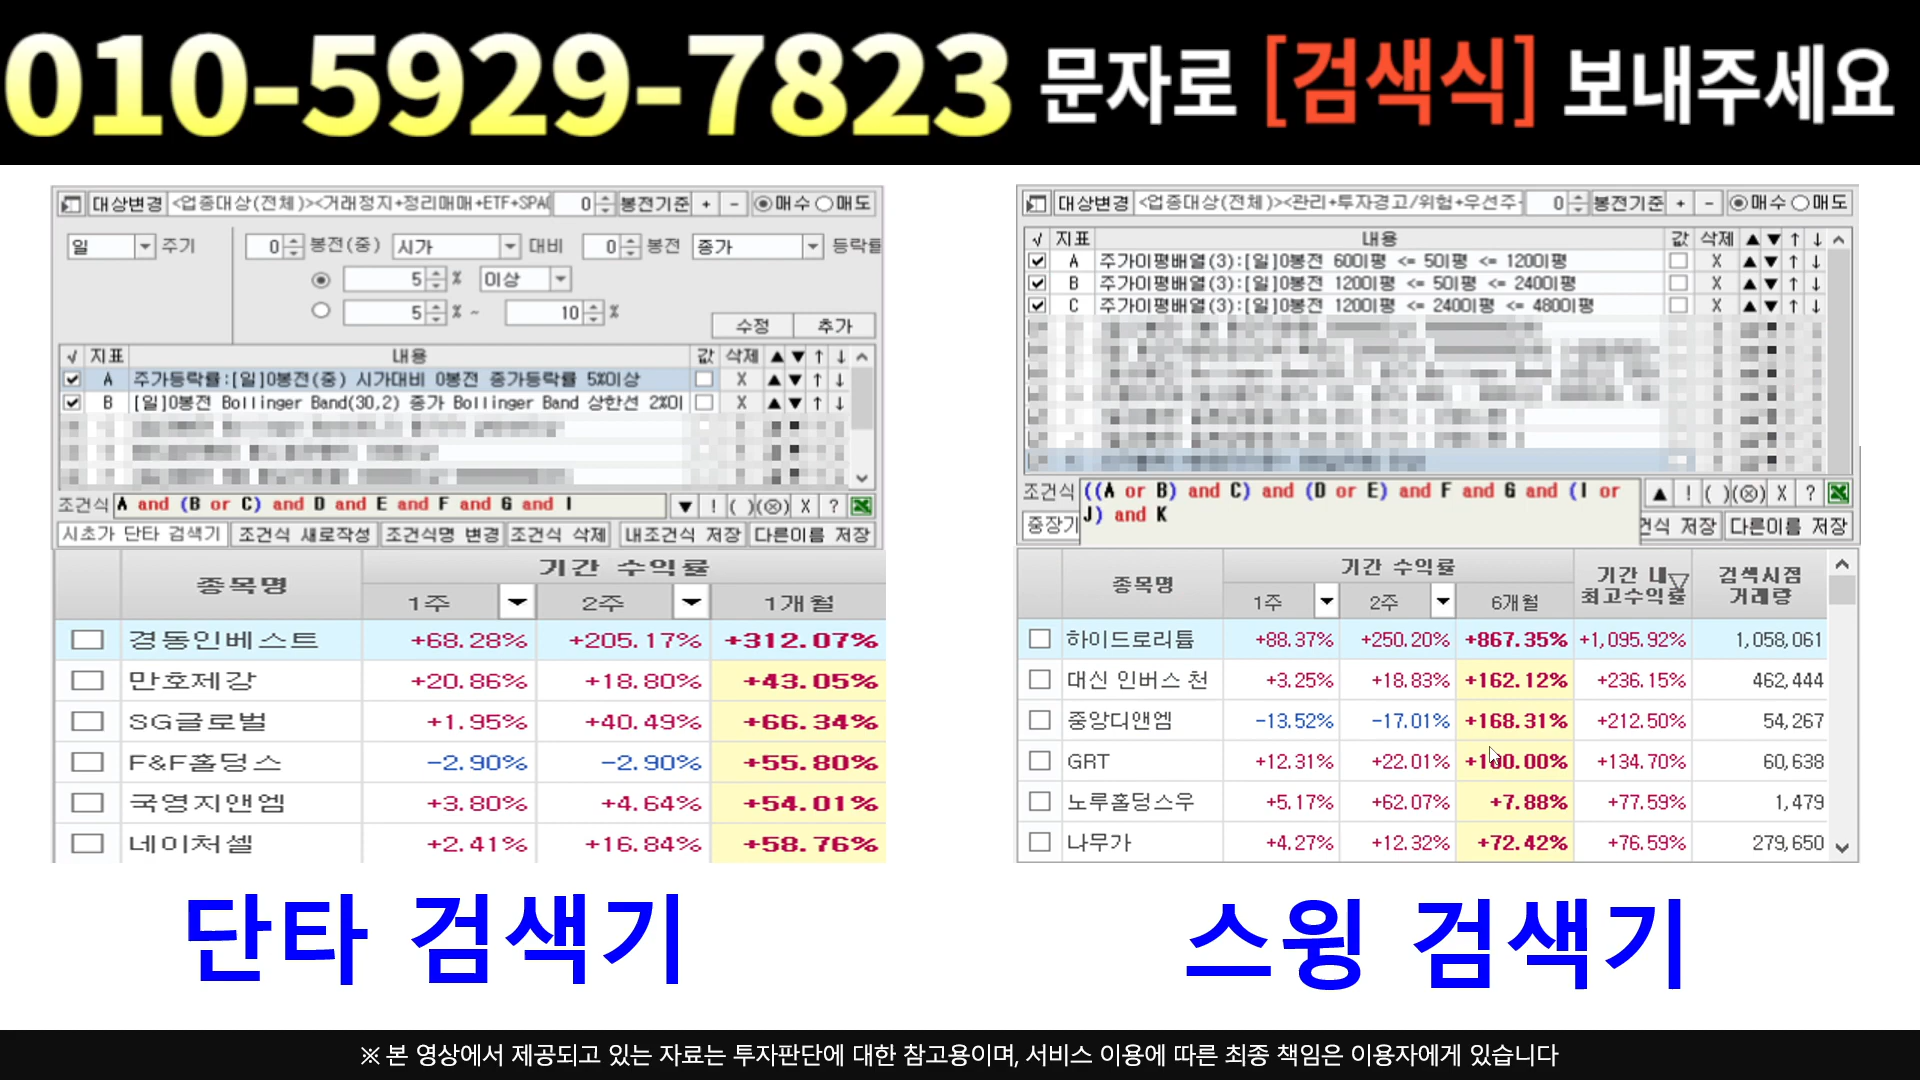 010-5929-7823 문자로 [검색식] 보내주세요
대상변경 <업종대상(전체)><거래정지+정리매매+ETF+SPAC 0 봉전기준 + - 매수 매도
일 주기 0 봉전(중) 시가 대비 0 봉전 종가 등락률
5 % 이상
5 % ~ 10 %
수정 추가
√ 지표 내용 값 삭제 ▲ ▼ ↑ ↓
A 주가등락률:[일]0봉전(중) 시가대비 0봉전 종가등락률 5%이상 X ▲ ▼ ↑ ↓
B [일]0봉전 Bollinger Band(30,2) 종가 Bollinger Band 상한선 2%이 X ▲ ▼ ↑ ↓
조건식 A and (B or C) and D and E and F and G and I ▼ ! ( )(⊗) X ?
시초가 단타 검색기 조건식 새로작성 조건식명 변경 조건식 삭제 내조건식 저장 다른이름 저장
종목명 기간 수익률
1주 2주 1개월
경동인베스트 +68.28% +205.17% +312.07%
만호제강 +20.86% +18.80% +43.05%
SG글로벌 +1.95% +40.49% +66.34%
F&F홀딩스 -2.90% -2.90% +55.80%
국영지앤엠 +3.80% +4.64% +54.01%
네이처셀 +2.41% +16.84% +58.76%
단타 검색기
대상변경 <업종대상(전체)><관리+투자경고/위험+우선주+ 0 봉전기준 + - 매수 매도
√ 지표 내용 값 삭제 ▲ ▼ ↑ ↓
A 주가이평배열(3):[일]0봉전 60이평 <= 5이평 <= 120이평 X ▲ ▼ ↑ ↓
B 주가이평배열(3):[일]0봉전 120이평 <= 5이평 <= 240이평 X ▲ ▼ ↑ ↓
C 주가이평배열(3):[일]0봉전 120이평 <= 240이평 <= 480이평 X ▲ ▼ ↑ ↓
조건식 ((A or B) and C) and (D or E) and F and G and (I or ▲ ! ( )(⊗) X ?
중장기 J) and K 건식 저장 다른이름 저장
종목명 기간 수익률 기간 내 최고수익률 검색시점 거래량
1주 2주 6개월
하이드로리튬 +88.37% +250.20% +867.35% +1,095.92% 1,058,061
대신 인버스 천 +3.25% +18.83% +162.12% +236.15% 462,444
중앙디앤엠 -13.52% -17.01% +168.31% +212.50% 54,267
GRT +12.31% +22.01% +100.00% +134.70% 60,638
노루홀딩스우 +5.17% +62.07% +7.88% +77.59% 1,479
나무가 +4.27% +12.32% +72.42% +76.59% 279,650
스윙 검색기
※ 본 영상에서 제공되고 있는 자료는 투자판단에 대한 참고용이며, 서비스 이용에 따른 최종 책임은 이용자에게 있습니다